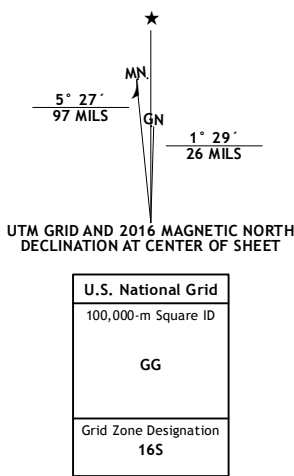 MN
GN
5° 27´
97 MILS
1° 29´
26 MILS
UTM GRID AND 2016 MAGNETIC NORTH
DECLINATION AT CENTER OF SHEET
U.S. National Grid
100,000-m Square ID
GG
Grid Zone Designation
16S